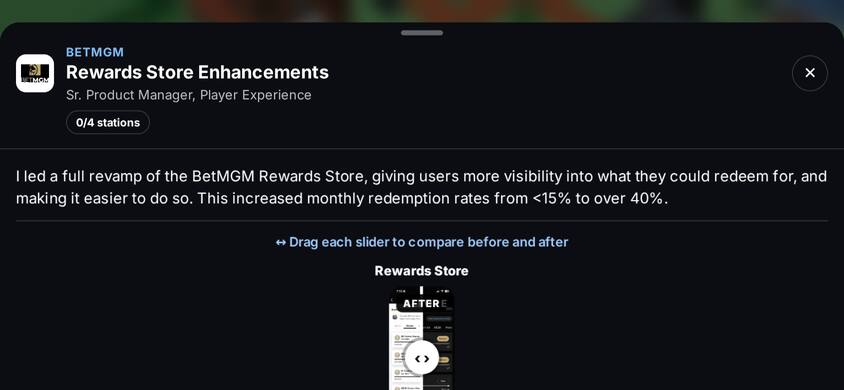 BETMGM
Rewards Store Enhancements
Sr. Product Manager, Player Experience
0/4 stations
I led a full revamp of the BetMGM Rewards Store, giving users more visibility into what they could redeem for, and
making it easier to do so. This increased monthly redemption rates from <15% to over 40%.
↔ Drag each slider to compare before and after
Rewards Store
AFTER